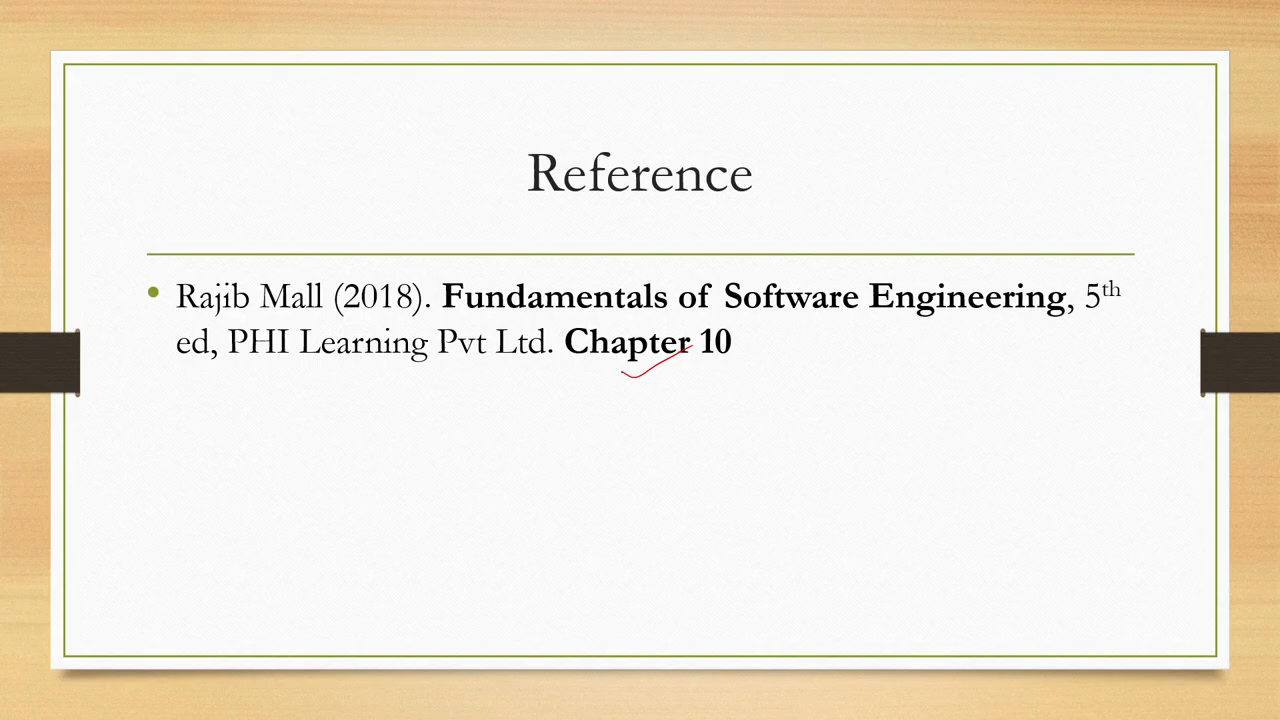 Reference
• Rajib Mall (2018). Fundamentals of Software Engineering, 5th
ed, PHI Learning Pvt Ltd. Chapter 10